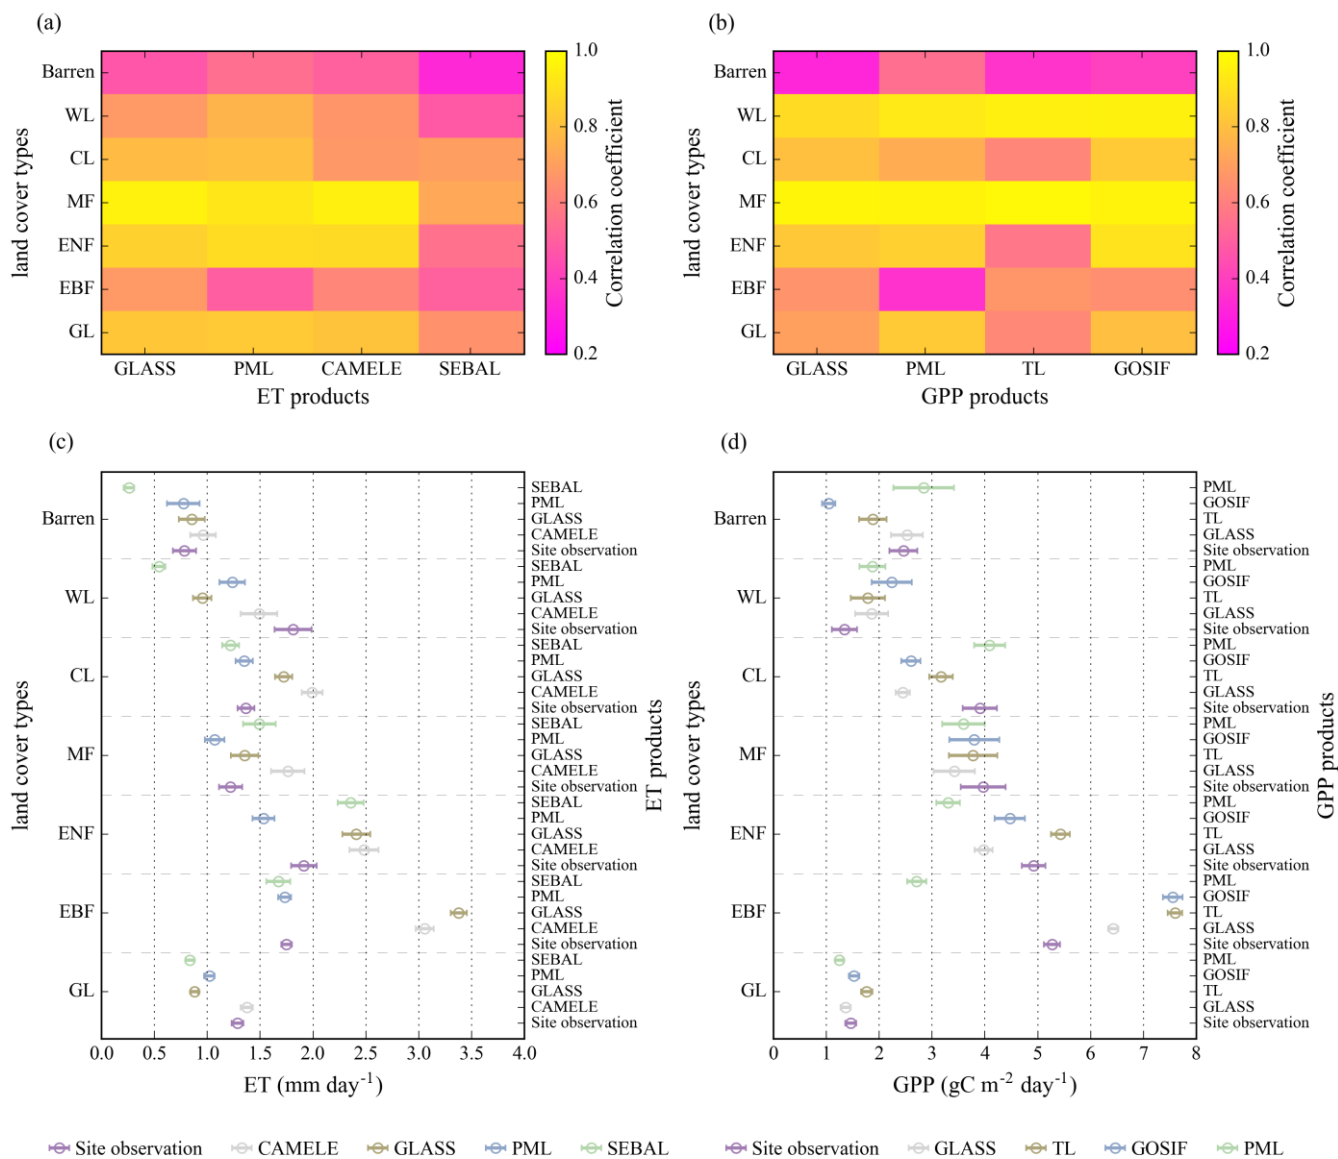 (a)
Barren
WL
CL
MF
ENF
EBF
GL
land cover types
GLASS PML CAMELE SEBAL
ET products
1.0
0.8
0.6
0.4
0.2
Correlation coefficient
(b)
Barren
WL
CL
MF
ENF
EBF
GL
land cover types
GLASS PML TL GOSIF
GPP products
1.0
0.8
0.6
0.4
0.2
Correlation coefficient
(c)
land cover types
Barren
WL
CL
MF
ENF
EBF
GL
SEBAL
PML
GLASS
CAMELE
Site observation
SEBAL
PML
GLASS
CAMELE
Site observation
SEBAL
PML
GLASS
CAMELE
Site observation
SEBAL
PML
GLASS
CAMELE
Site observation
SEBAL
PML
GLASS
CAMELE
Site observation
SEBAL
PML
GLASS
CAMELE
Site observation
SEBAL
PML
GLASS
CAMELE
Site observation
ET products
0.0 0.5 1.0 1.5 2.0 2.5 3.0 3.5 4.0
ET (mm day⁻¹)
(d)
land cover types
Barren
WL
CL
MF
ENF
EBF
GL
PML
GOSIF
TL
GLASS
Site observation
PML
GOSIF
TL
GLASS
Site observation
PML
GOSIF
TL
GLASS
Site observation
PML
GOSIF
TL
GLASS
Site observation
PML
GOSIF
TL
GLASS
Site observation
PML
GOSIF
TL
GLASS
Site observation
PML
GOSIF
TL
GLASS
Site observation
GPP products
0 1 2 3 4 5 6 7 8
GPP (gC m⁻² day⁻¹)
Site observation CAMELE GLASS PML SEBAL
Site observation GLASS TL GOSIF PML